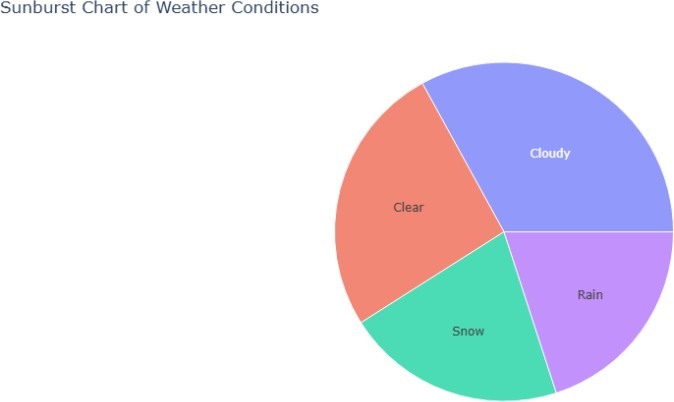 Sunburst Chart of Weather Conditions
Cloudy
Clear
Rain
Snow